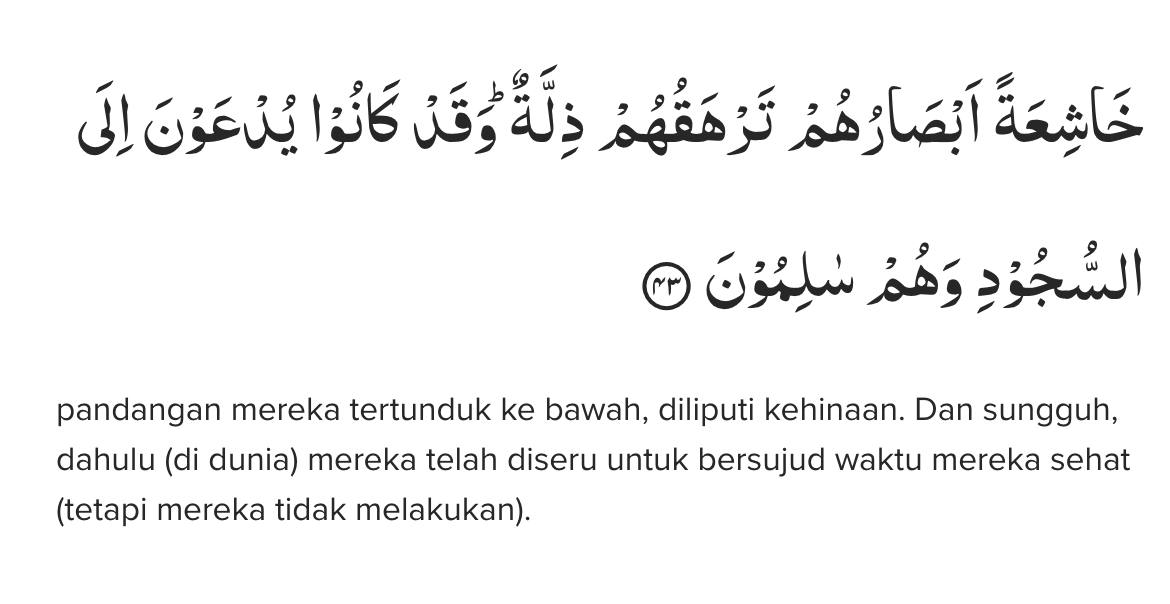 خَاشِعَةً اَبْصَارُهُمْ تَرْهَقُهُمْ ذِلَّةٌ ۗوَقَدْ كَانُوْا يُدْعَوْنَ اِلَى
السُّجُوْدِ وَهُمْ سٰلِمُوْنَ ۝٤٣
pandangan mereka tertunduk ke bawah, diliputi kehinaan. Dan sungguh,
dahulu (di dunia) mereka telah diseru untuk bersujud waktu mereka sehat
(tetapi mereka tidak melakukan).